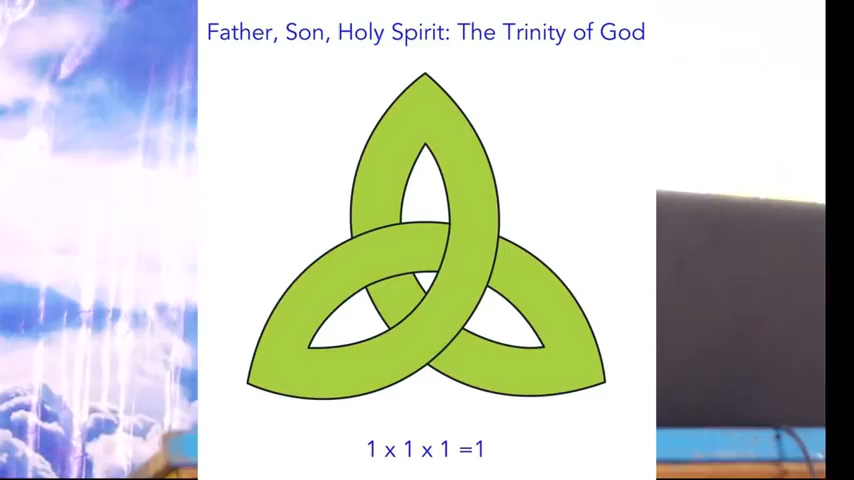 Father, Son, Holy Spirit: The Trinity of God
1 x 1 x 1 =1